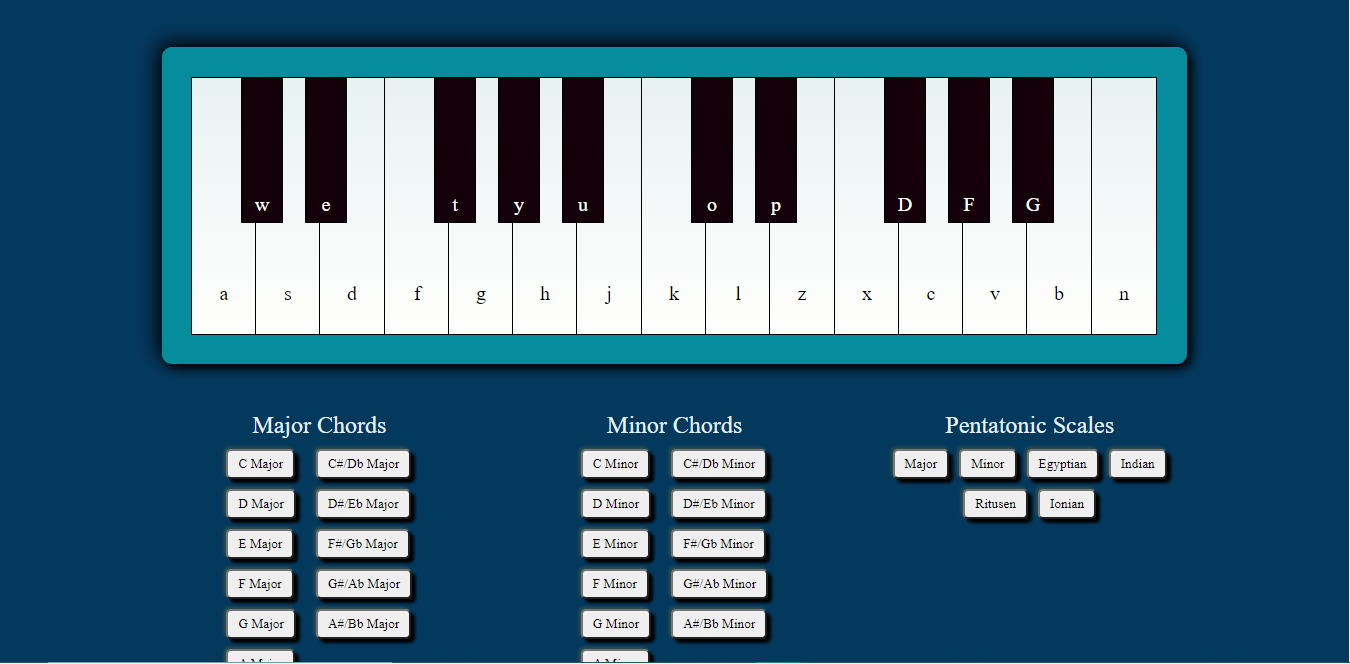 w e t y u o p D F G
a s d f g h j k l z x c v b n
Major Chords
C Major C#/Db Major
D Major D#/Eb Major
E Major F#/Gb Major
F Major G#/Ab Major
G Major A#/Bb Major
Minor Chords
C Minor C#/Db Minor
D Minor D#/Eb Minor
E Minor F#/Gb Minor
F Minor G#/Ab Minor
G Minor A#/Bb Minor
Pentatonic Scales
Major Minor Egyptian Indian
Ritusen Ionian